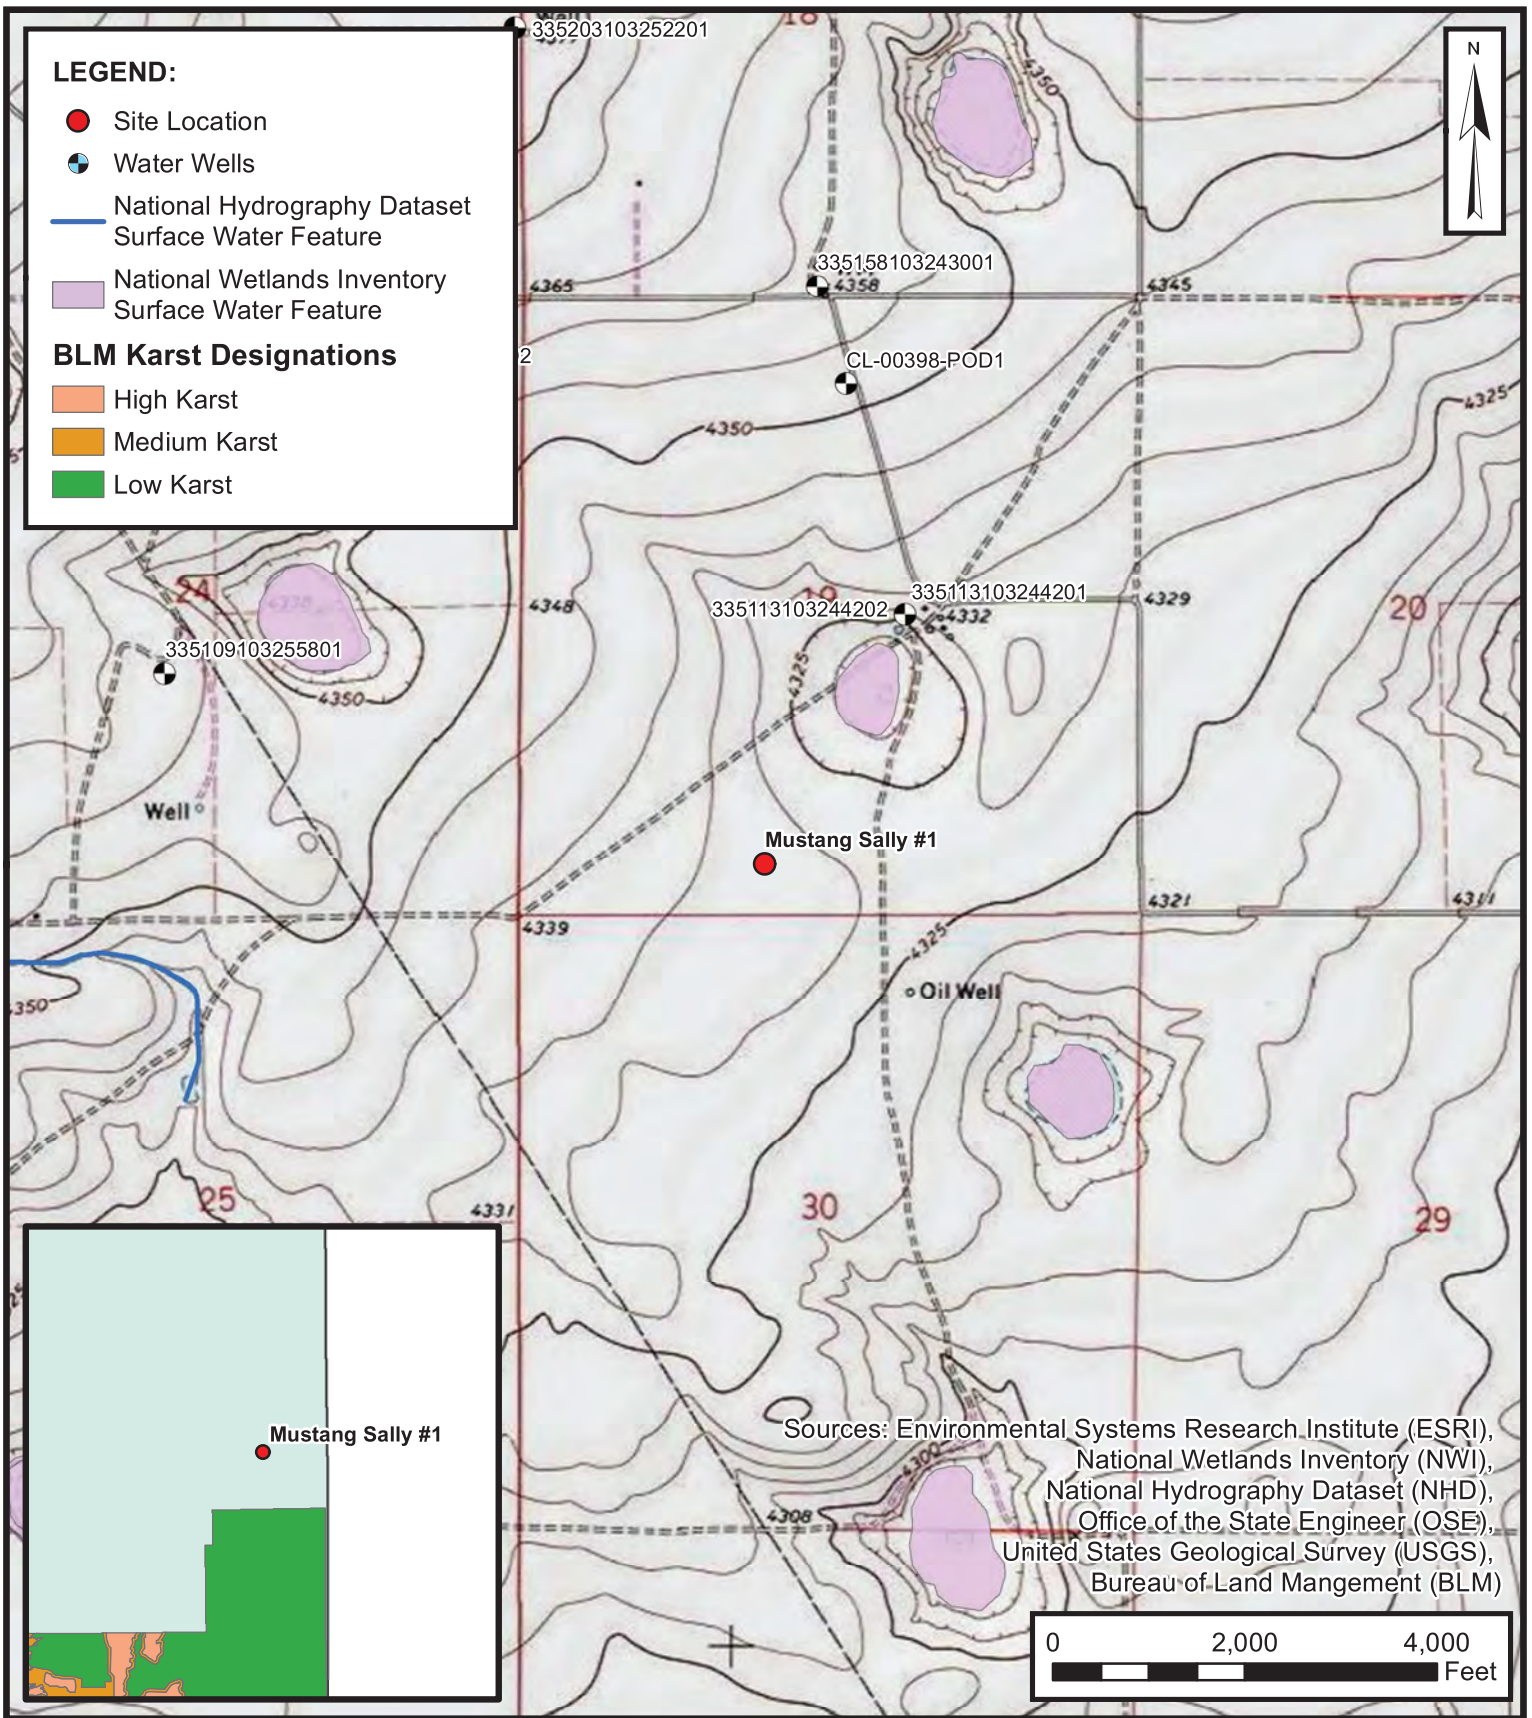 18
335203103252201
LEGEND:
Site Location
Water Wells
National Hydrography Dataset
Surface Water Feature
National Wetlands Inventory
Surface Water Feature
BLM Karst Designations
High Karst
Medium Karst
Low Karst
N
4350
335158103243001
4365
4358
4345
2
CL-00398-POD1
4350
4325
24
4338
4348
19
335113103244201
335113103244202
4332
4329
20
335109103255801
4350
4325
Well
Mustang Sally #1
4339
4321
4311
4325
4350
Oil Well
25
4331
30
29
Mustang Sally #1
4300
4308
Sources: Environmental Systems Research Institute (ESRI),
National Wetlands Inventory (NWI),
National Hydrography Dataset (NHD),
Office of the State Engineer (OSE),
United States Geological Survey (USGS),
Bureau of Land Mangement (BLM)
0 2,000 4,000
Feet